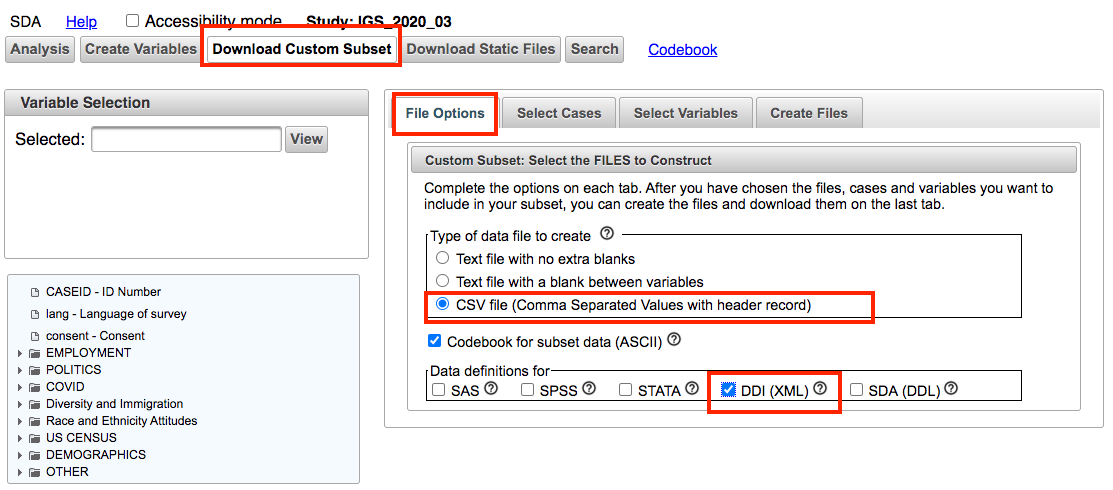 SDA Help Accessibility mode Study: IGS_2020_03
Analysis Create Variables Download Custom Subset Download Static Files Search Codebook
Variable Selection
Selected: View
CASEID - ID Number
lang - Language of survey
consent - Consent
EMPLOYMENT
POLITICS
COVID
Diversity and Immigration
Race and Ethnicity Attitudes
US CENSUS
DEMOGRAPHICS
OTHER
File Options Select Cases Select Variables Create Files
Custom Subset: Select the FILES to Construct
Complete the options on each tab. After you have chosen the files, cases and variables you want to
include in your subset, you can create the files and download them on the last tab.
Type of data file to create ?
Text file with no extra blanks
Text file with a blank between variables
CSV file (Comma Separated Values with header record)
Codebook for subset data (ASCII) ?
Data definitions for
SAS ? SPSS ? STATA ? DDI (XML) ? SDA (DDL) ?